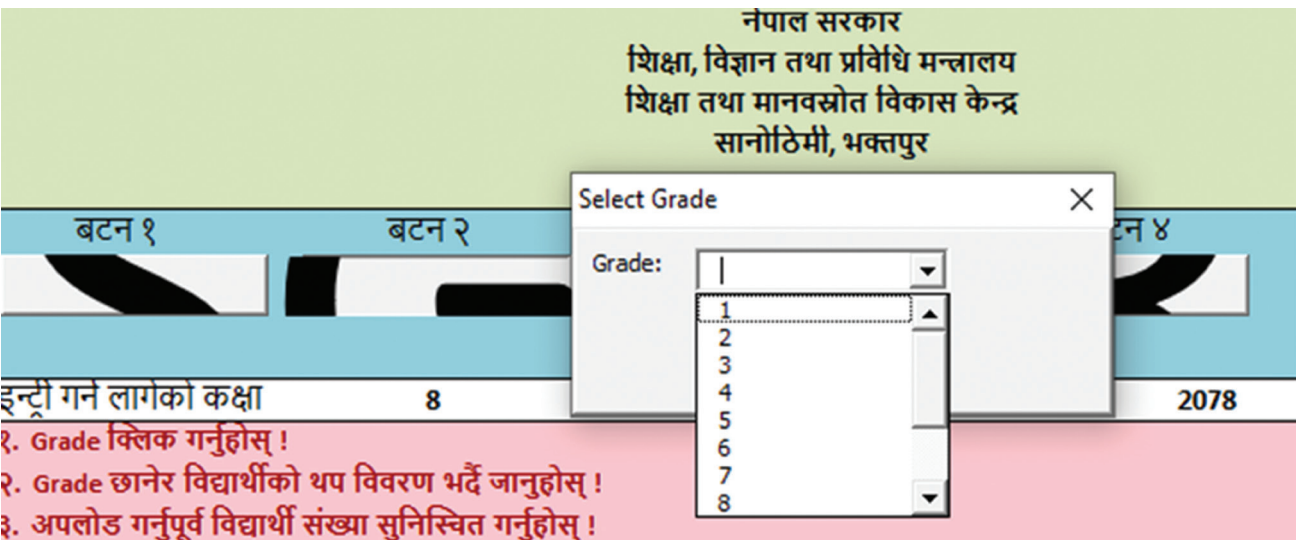 नेपाल सरकार
शिक्षा, विज्ञान तथा प्रविधि मन्त्रालय
शिक्षा तथा मानवस्रोत विकास केन्द्र
सानोठिमी, भक्तपुर
Select Grade
बटन १
बटन २
टन ४
Grade:
1
2
3
4
5
6
7
8
इन्ट्री गर्न लागेको कक्षा 8 2078
१. Grade क्लिक गर्नुहोस् !
२. Grade छानेर विद्यार्थीको थप विवरण भर्दै जानुहोस् !
३. अपलोड गर्नुपूर्व विद्यार्थी संख्या सुनिस्चित गर्नुहोस् !